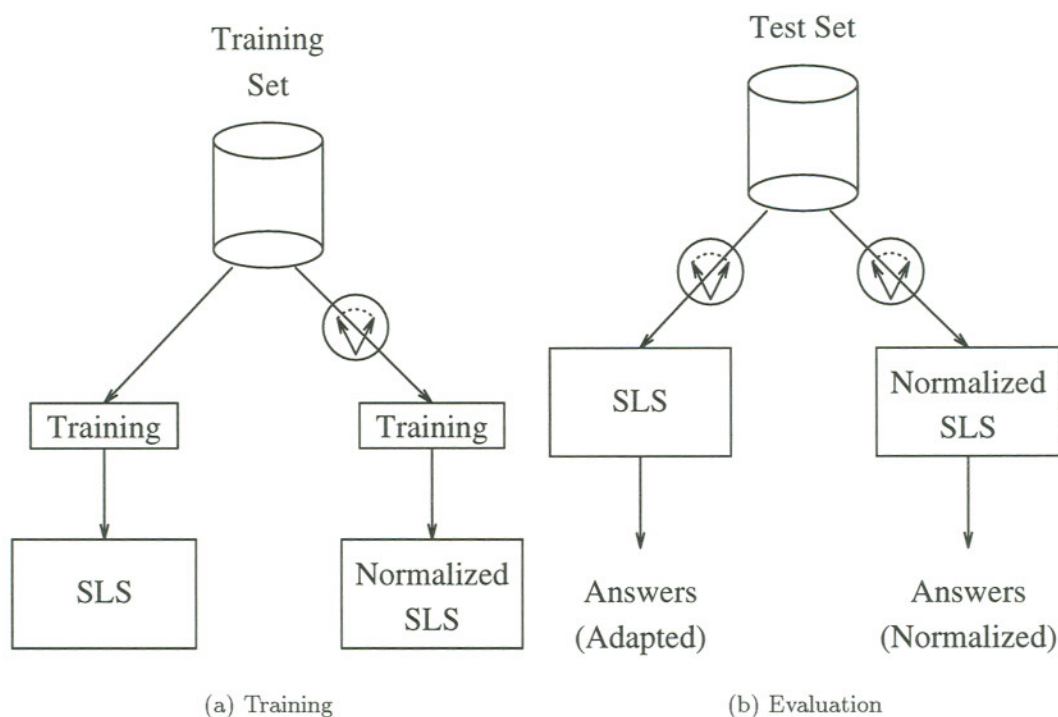 Training
Set
Training
Training
SLS
Normalized
SLS
(a) Training
Test Set
SLS
Normalized
SLS
Answers
(Adapted)
Answers
(Normalized)
(b) Evaluation